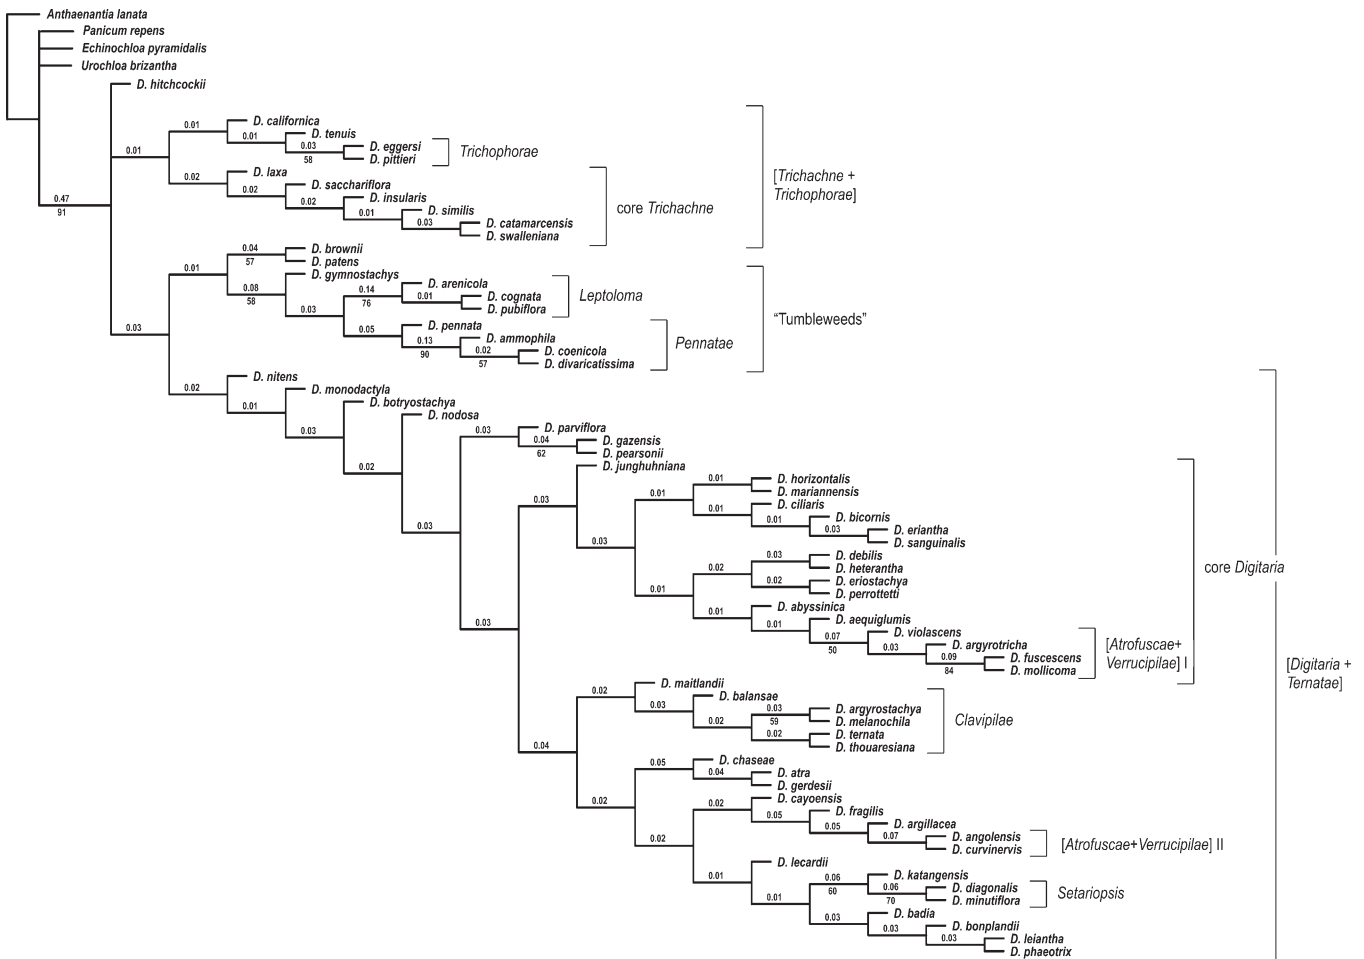 Anthaenantia lanata
Panicum repens
Echinochloa pyramidalis
Urochloa brizantha
D. hitchcockii
D. californica
0.01
D. tenuis
0.01
0.03
D. eggersi
58
D. pittieri
Trichophorae
0.01
D. laxa
0.02
D. sacchariflora
0.02
D. insularis
0.02
D. similis
0.01
D. catamarcensis
0.03
D. swalleniana
core Trichachne
[Trichachne +
Trichophorae]
0.47
91
D. brownii
0.04
57
D. patens
0.01
D. gymnostachys
0.08
58
D. arenicola
0.14
76
0.01
D. cognata
D. pubiflora
Leptoloma
0.03
D. pennata
0.05
D. ammophila
0.13
90
0.02
57
D. coenicola
D. divaricatissima
Pennatae
“Tumbleweeds”
0.03
D. nitens
0.02
D. monodactyla
0.01
D. botryostachya
0.03
D. nodosa
0.02
D. parviflora
0.03
0.04
62
D. gazensis
D. pearsonii
D. junghuhniana
0.03
D. horizontalis
0.01
D. mariannensis
0.01
D. ciliaris
0.01
D. bicornis
0.01
D. eriantha
0.03
D. sanguinalis
0.03
0.03
D. debilis
D. heterantha
0.02
D. eriostachya
0.02
D. perrottetti
0.01
D. abyssinica
0.01
D. aequiglumis
0.01
D. violascens
0.07
50
D. argyrotricha
0.03
0.09
84
D. fuscescens
D. mollicoma
[Atrofuscae+
Verrucipilae] I
core Digitaria
0.03
0.03
D. maitlandii
0.02
D. balansae
0.03
0.03
59
D. argyrostachya
D. melanochila
0.02
0.02
D. ternata
D. thouaresiana
Clavipilae
0.04
D. chaseae
0.05
D. atra
0.04
D. gerdesii
0.02
D. cayoensis
0.02
D. fragilis
0.05
D. argillacea
0.05
D. angolensis
0.07
D. curvinervis
[Atrofuscae+Verrucipilae] II
0.02
D. lecardii
0.01
D. katangensis
0.06
60
0.06
70
D. diagonalis
D. minutiflora
Setariopsis
0.01
D. badia
0.03
D. bonplandii
0.03
D. leiantha
0.03
D. phaeotrix
[Digitaria +
Ternatae]